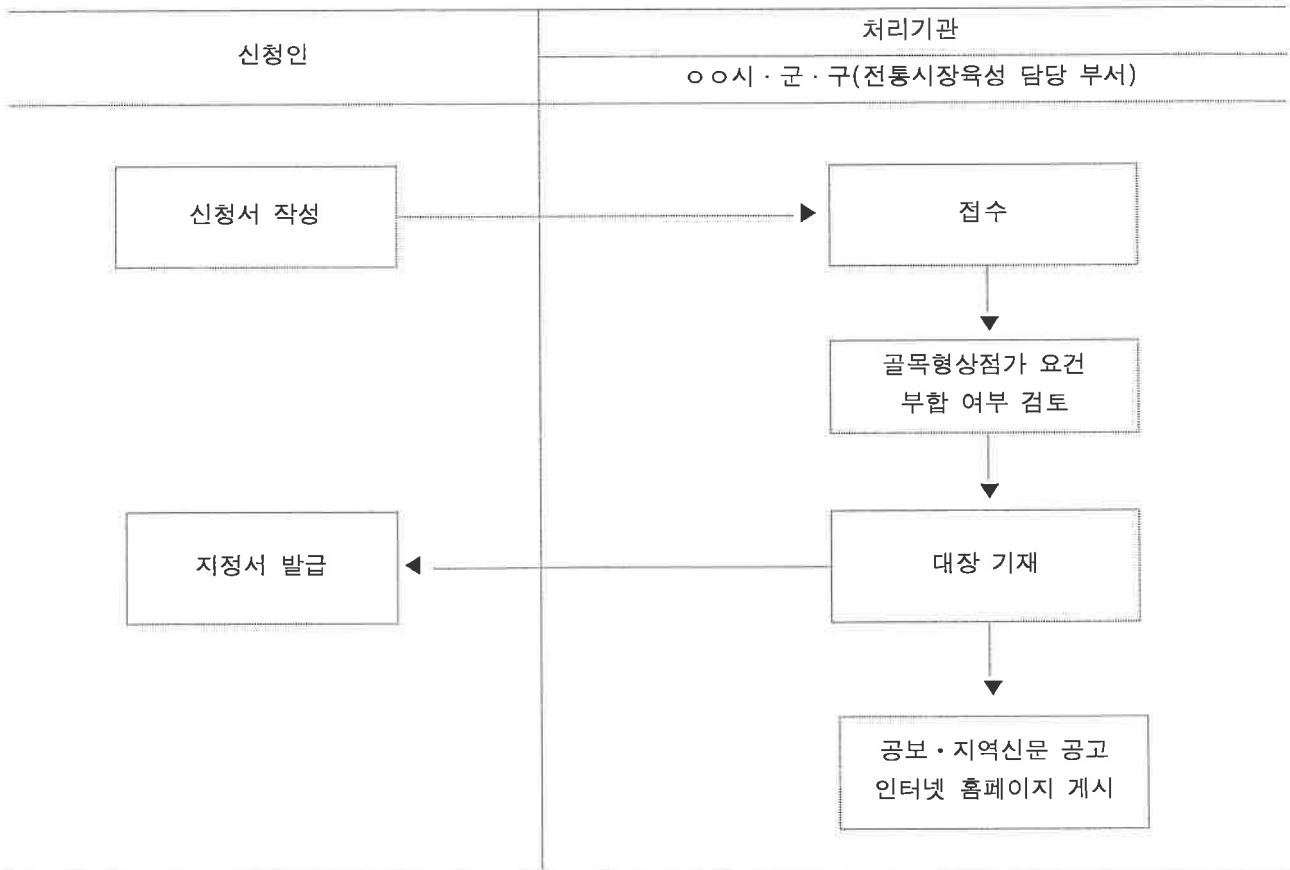 신청인
처리기관
ㅇㅇ시·군·구(전통시장육성 담당 부서)
신청서 작성
접수
골목형상점가 요건
부합 여부 검토
지정서 발급
대장 기재
공보·지역신문 공고
인터넷 홈페이지 게시